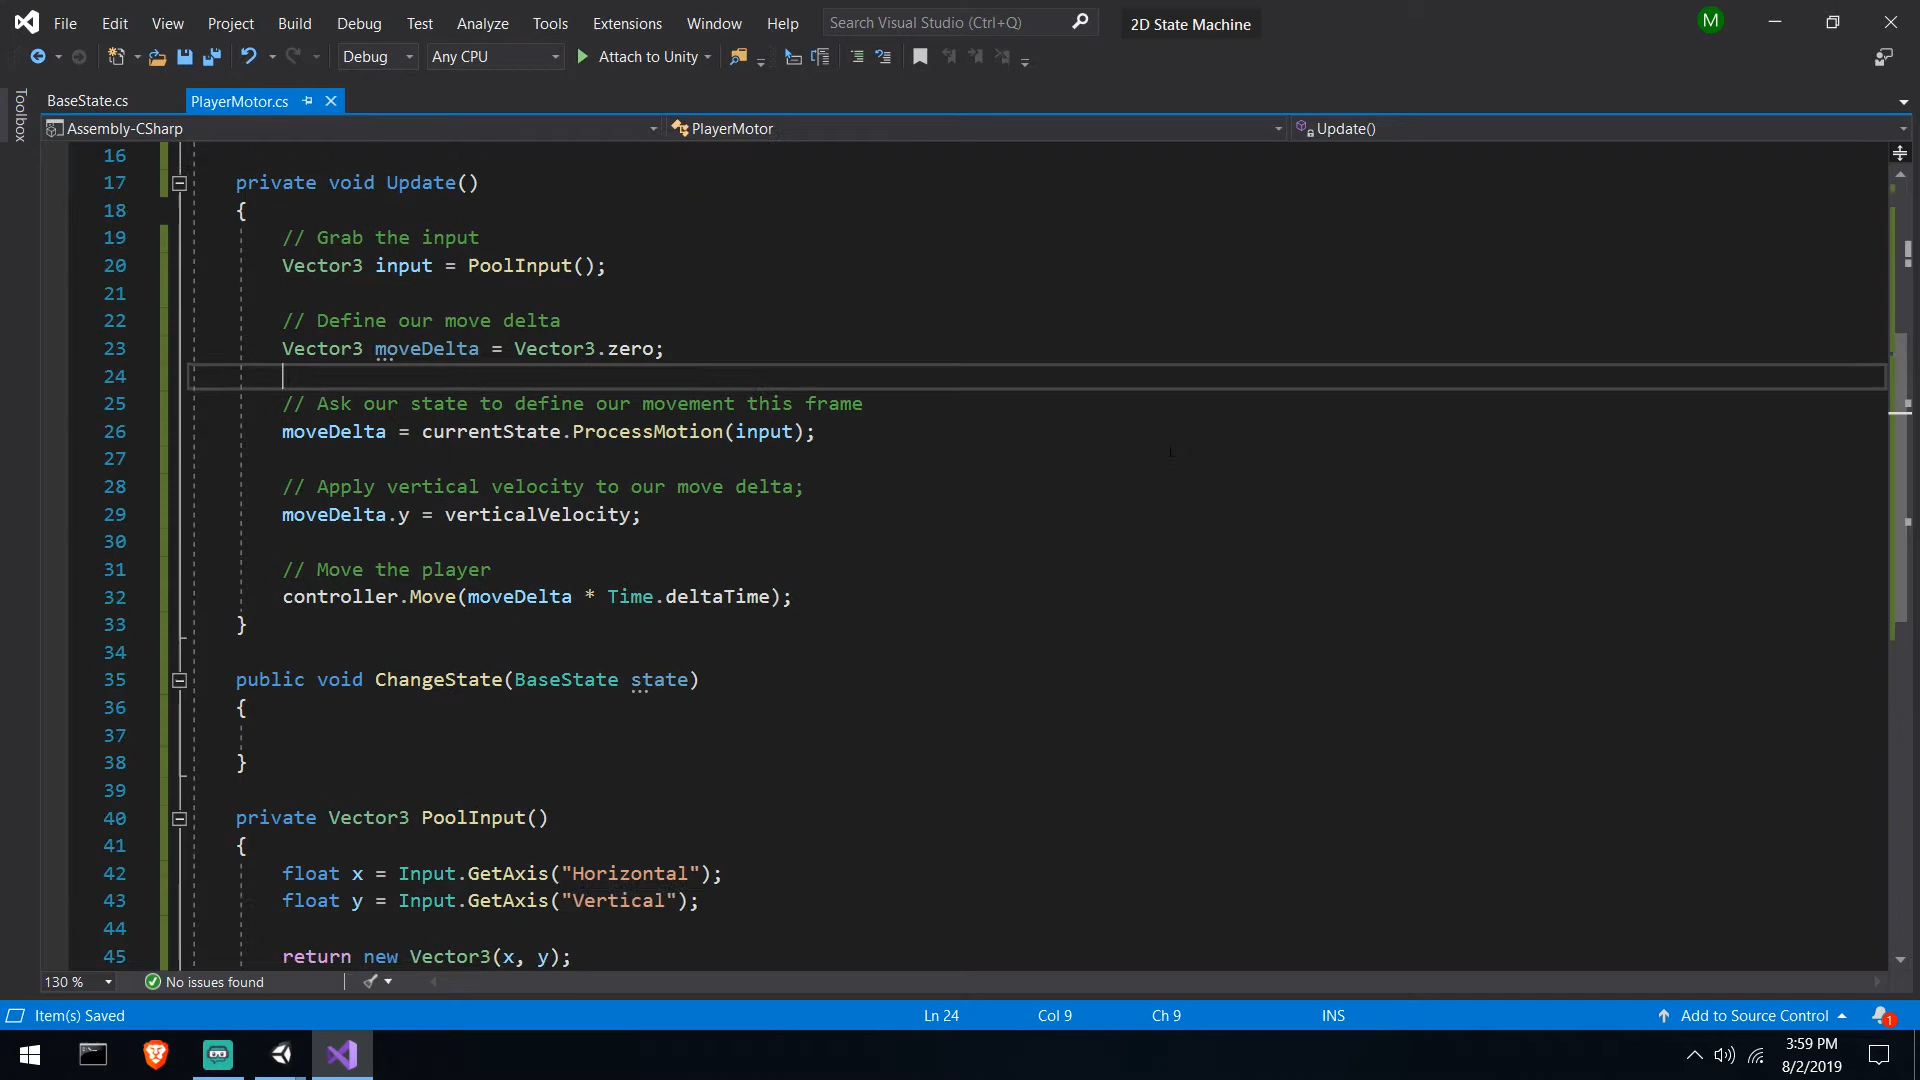 File Edit View Project Build Debug Test Analyze Tools Extensions Window Help Search Visual Studio (Ctrl+Q) 2D State Machine M
Debug Any CPU Attach to Unity
Toolbox
BaseState.cs PlayerMotor.cs
Assembly-CSharp PlayerMotor Update()
16
17 private void Update()
18 {
19 // Grab the input
20 Vector3 input = PoolInput();
21
22 // Define our move delta
23 Vector3 moveDelta = Vector3.zero;
24
25 // Ask our state to define our movement this frame
26 moveDelta = currentState.ProcessMotion(input);
27
28 // Apply vertical velocity to our move delta;
29 moveDelta.y = verticalVelocity;
30
31 // Move the player
32 controller.Move(moveDelta * Time.deltaTime);
33 }
34
35 public void ChangeState(BaseState state)
36 {
37
38 }
39
40 private Vector3 PoolInput()
41 {
42 float x = Input.GetAxis("Horizontal");
43 float y = Input.GetAxis("Vertical");
44
45 return new Vector3(x, y);
130 % No issues found
Item(s) Saved Ln 24 Col 9 Ch 9 INS Add to Source Control 1
3:59 PM
8/2/2019